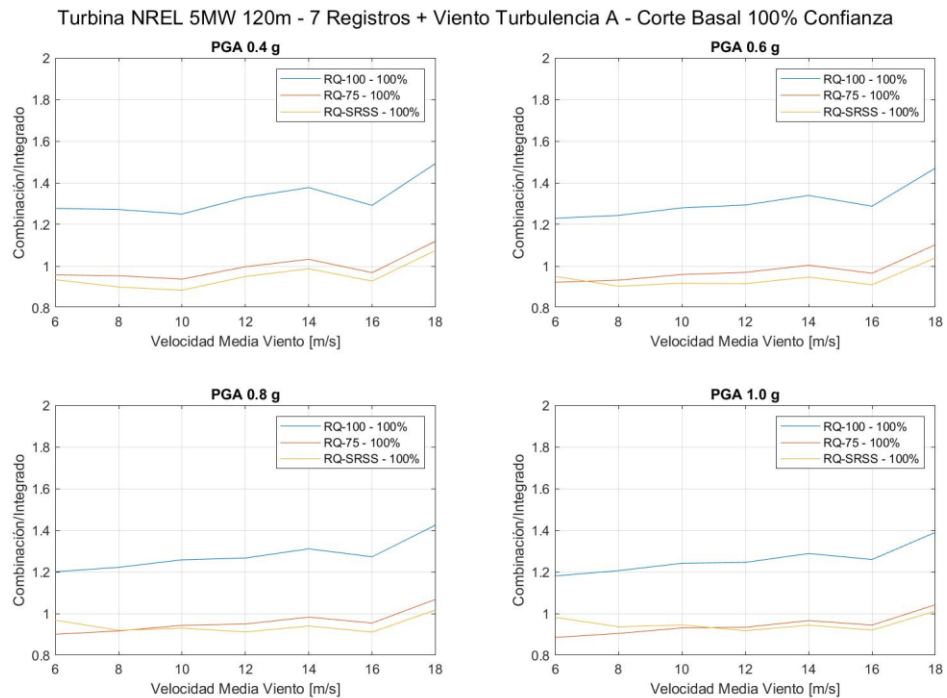 Turbina NREL 5MW 120m - 7 Registros + Viento Turbulencia A - Corte Basal 100% Confianza
PGA 0.4 g
2
1.8
1.6
1.4
1.2
1
0.8
Combinación/Integrado
RQ-100 - 100%
RQ-75 - 100%
RQ-SRSS - 100%
6 8 10 12 14 16 18
Velocidad Media Viento [m/s]
PGA 0.6 g
2
1.8
1.6
1.4
1.2
1
0.8
Combinación/Integrado
RQ-100 - 100%
RQ-75 - 100%
RQ-SRSS - 100%
6 8 10 12 14 16 18
Velocidad Media Viento [m/s]
PGA 0.8 g
2
1.8
1.6
1.4
1.2
1
0.8
Combinación/Integrado
RQ-100 - 100%
RQ-75 - 100%
RQ-SRSS - 100%
6 8 10 12 14 16 18
Velocidad Media Viento [m/s]
PGA 1.0 g
2
1.8
1.6
1.4
1.2
1
0.8
Combinación/Integrado
RQ-100 - 100%
RQ-75 - 100%
RQ-SRSS - 100%
6 8 10 12 14 16 18
Velocidad Media Viento [m/s]